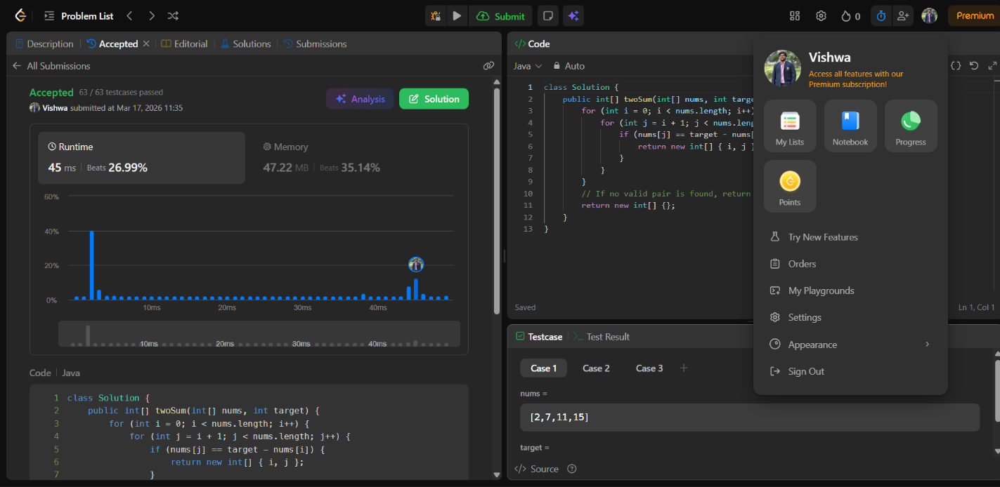 Problem List
Submit
0
Premium
Description
Accepted
Editorial
Solutions
Submissions
All Submissions
Accepted 63 / 63 testcases passed
Vishwa submitted at Mar 17, 2026 11:35
Analysis
Solution
Runtime
45 ms Beats 26.99%
Memory
47.22 MB Beats 35.14%
60%
40%
20%
0%
10ms 20ms 30ms 40ms
10ms 20ms 30ms 40ms
Code Java
1 class Solution {
2 public int[] twoSum(int[] nums, int target) {
3 for (int i = 0; i < nums.length; i++) {
4 for (int j = i + 1; j < nums.length; j++) {
5 if (nums[j] == target - nums[i]) {
6 return new int[] { i, j };
7 }
Code
Java Auto
1 class Solution {
2 public int[] twoSum(int[] nums, int targe
3 for (int i = 0; i < nums.length; i++)
4 for (int j = i + 1; j < nums.leng
5 if (nums[j] == target - nums[
6 return new int[] { i, j }
7 }
8 }
9 }
10 // If no valid pair is found, return
11 return new int[] {};
12 }
13 }
Saved
Ln 1, Col 1
Testcase
Test Result
Case 1
Case 2
Case 3
nums =
[2,7,11,15]
target =
Source
Vishwa
Access all features with our
Premium subscription!
My Lists
Notebook
Progress
Points
Try New Features
Orders
My Playgrounds
Settings
Appearance
Sign Out